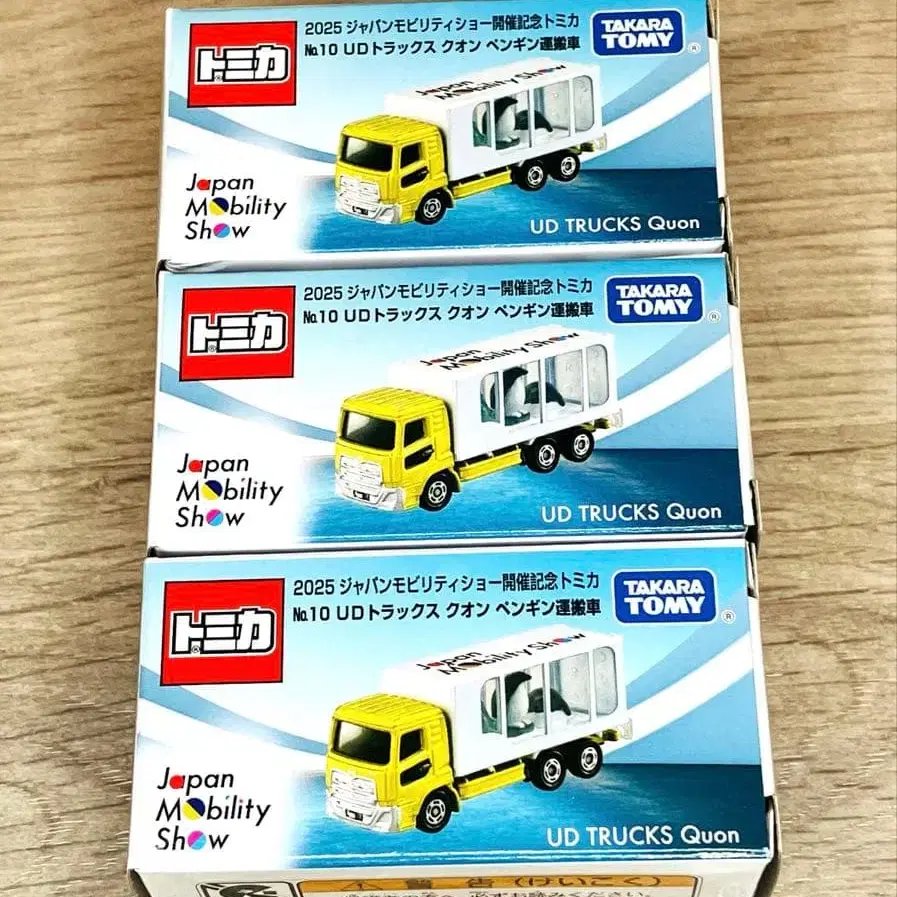 トミカ
2025 ジャパンモビリティショー開催記念トミカ
No.10 UDトラックス クオン ペンギン運搬車
TAKARA
TOMY
Japan
Mobility Show
Japan
Mobility
Show
UD TRUCKS Quon
トミカ
2025 ジャパンモビリティショー開催記念トミカ
No.10 UDトラックス クオン ペンギン運搬車
TAKARA
TOMY
Japan
Mobility Show
Japan
Mobility
Show
UD TRUCKS Quon
トミカ
2025 ジャパンモビリティショー開催記念トミカ
No.10 UDトラックス クオン ペンギン運搬車
TAKARA
TOMY
Japan
Mobility Show
Japan
Mobility
Show
UD TRUCKS Quon
警告(けいこく)